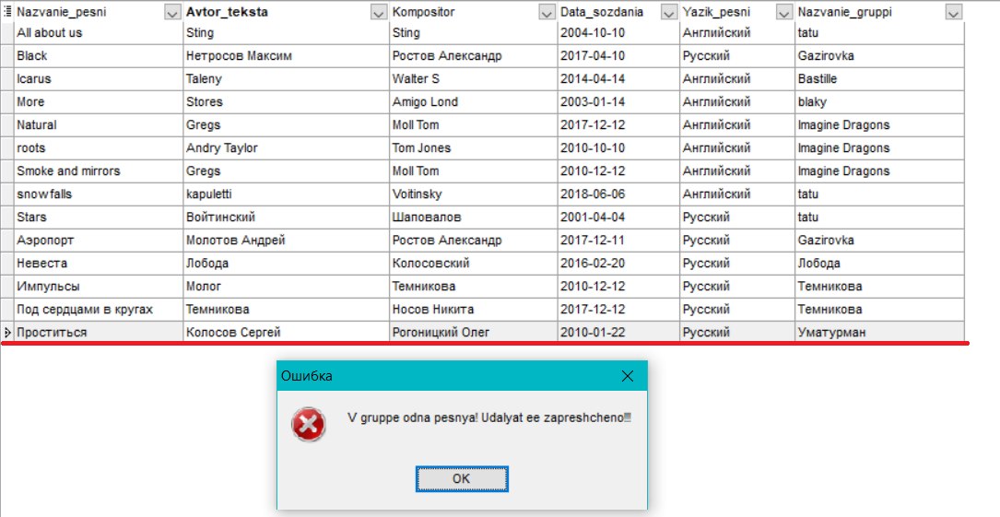 Nazvanie_pesni Avtor_teksta Kompositor Data_sozdania Yazik_pesni Nazvanie_gruppi
All about us Sting Sting 2004-10-10 Английский tatu
Black Нетросов Максим Ростов Александр 2017-04-10 Русский Gazirovka
Icarus Taleny Walter S 2014-04-14 Английский Bastille
More Stores Amigo Lond 2003-01-14 Английский blaky
Natural Gregs Moll Tom 2017-12-12 Английский Imagine Dragons
roots Andry Taylor Tom Jones 2010-10-10 Английский Imagine Dragons
Smoke and mirrors Gregs Moll Tom 2010-12-12 Английский Imagine Dragons
snowfalls kapuletti Voitinsky 2018-06-06 Английский tatu
Stars Войтинский Шаповалов 2001-04-04 Русский tatu
Аэропорт Молотов Андрей Ростов Александр 2017-12-11 Русский Gazirovka
Невеста Лобода Колосовский 2016-02-20 Русский Лобода
Импульсы Молог Темникова 2010-12-12 Русский Темникова
Под сердцами в кругах Темникова Носов Никита 2017-12-12 Русский Темникова
Проститься Колосов Сергей Рогоницкий Олег 2010-01-22 Русский Уматурман
Ошибка
V gruppe odna pesnya! Udalyat ee zapreshcheno!!!
OK